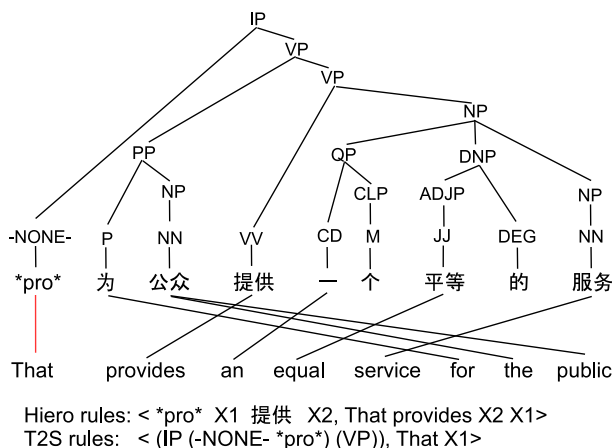 IP
VP
VP
NP
PP QP DNP
NP CLP ADJP NP
-NONE- P NN VV CD M JJ DEG NN
*pro* 为 公众 提供 一 个 平等 的 服务
That provides an equal service for the public
Hiero rules: < *pro* X1 提供 X2, That provides X2 X1>
T2S rules: < (IP (-NONE- *pro*) (VP)), That X1>